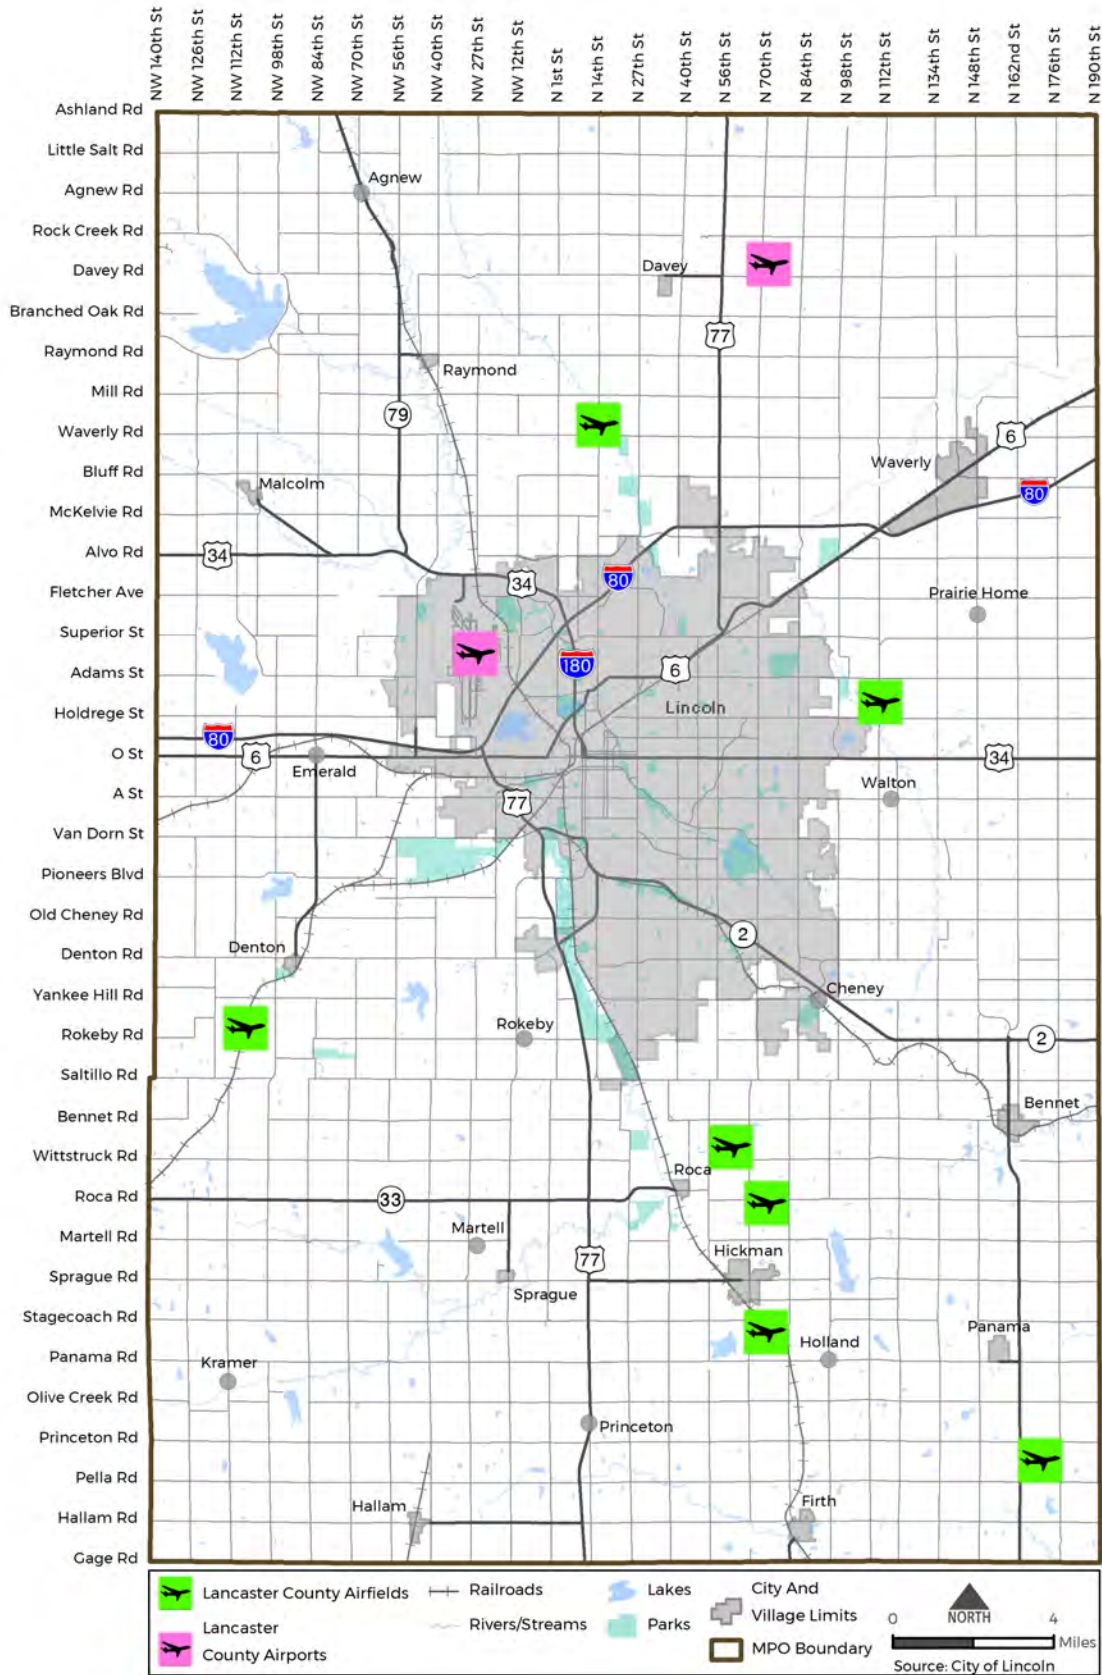 NW 140th St
NW 126th St
NW 112th St
NW 98th St
NW 84th St
NW 70th St
NW 56th St
NW 40th St
NW 27th St
NW 12th St
N 1st St
N 14th St
N 27th St
N 40th St
N 56th St
N 70th St
N 84th St
N 98th St
N 112th St
N 134th St
N 148th St
N 162nd St
N 176th St
N 190th St
Ashland Rd
Little Salt Rd
Agnew Rd
Rock Creek Rd
Davey Rd
Branched Oak Rd
Raymond Rd
Mill Rd
Waverly Rd
Bluff Rd
McKelvie Rd
Alvo Rd
Fletcher Ave
Superior St
Adams St
Holdrege St
O St
A St
Van Dorn St
Pioneers Blvd
Old Cheney Rd
Denton Rd
Yankee Hill Rd
Rokeby Rd
Saltillo Rd
Bennet Rd
Wittstruck Rd
Roca Rd
Martell Rd
Sprague Rd
Stagecoach Rd
Panama Rd
Olive Creek Rd
Princeton Rd
Pella Rd
Hallam Rd
Gage Rd
Agnew
Davey
77
Raymond
79
6
Waverly
80
Malcolm
34
34
80
Prairie Home
180
6
Lincoln
80
6
Emerald
34
Walton
77
2
Denton
Cheney
Rokeby
2
Bennet
Roca
33
Martell
77
Hickman
Sprague
Panama
Holland
Kramer
Princeton
Hallam
Firth
Lancaster County Airfields
Lancaster
County Airports
Railroads
Rivers/Streams
Lakes
Parks
City And
Village Limits
MPO Boundary
NORTH
0 4
Miles
Source: City of Lincoln